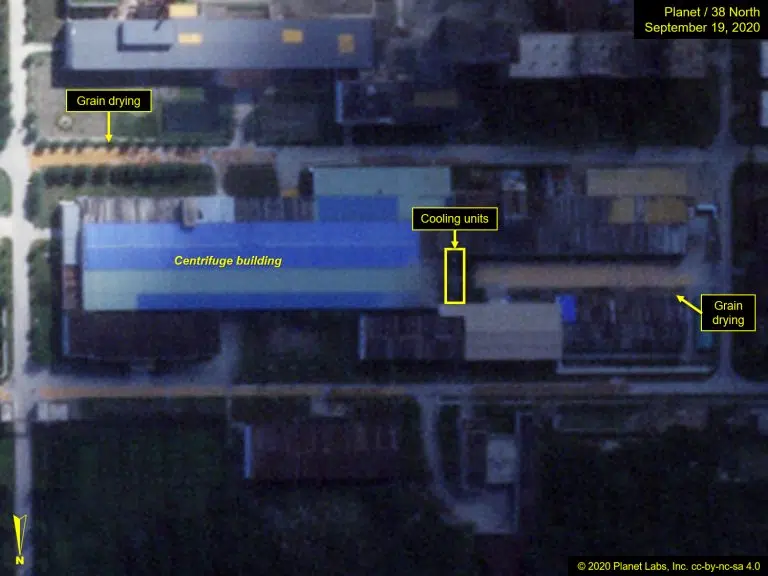 Planet / 38 North
September 19, 2020
Grain drying
Cooling units
Centrifuge building
Grain
drying
N
© 2020 Planet Labs, Inc. cc-by-nc-sa 4.0